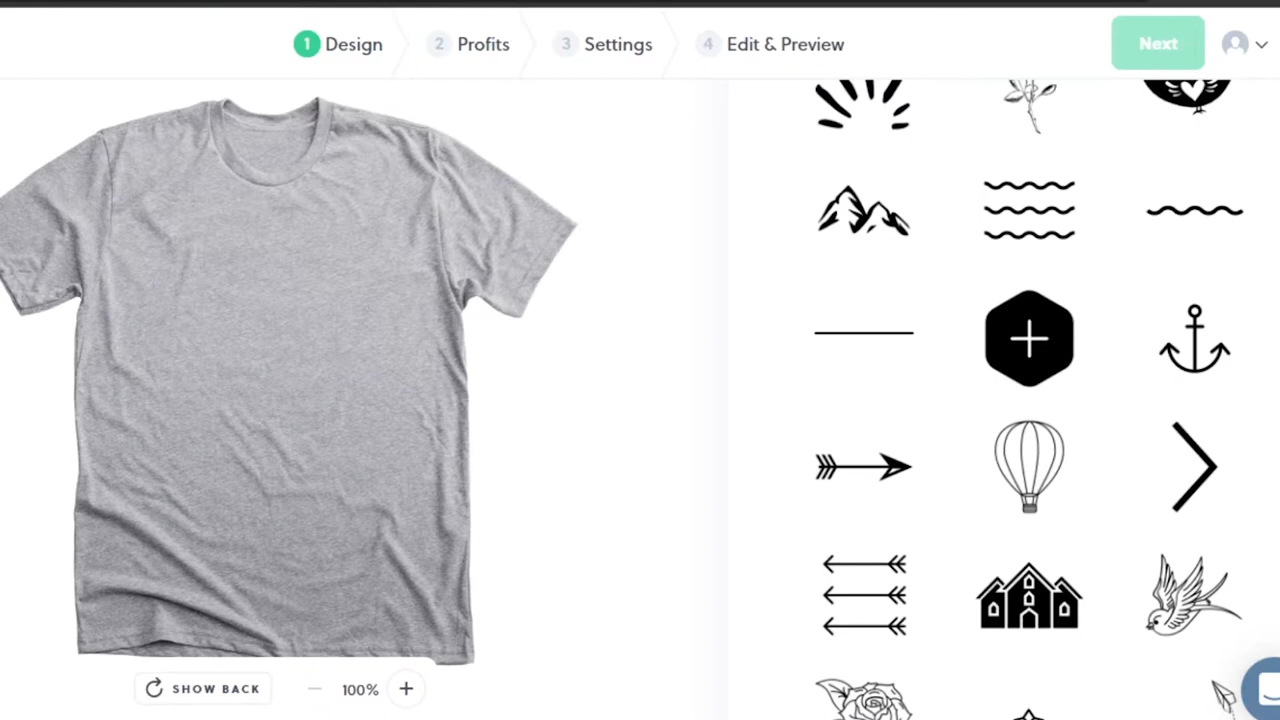 1 Design
2 Profits
3 Settings
4 Edit & Preview
Next
SHOW BACK
100%